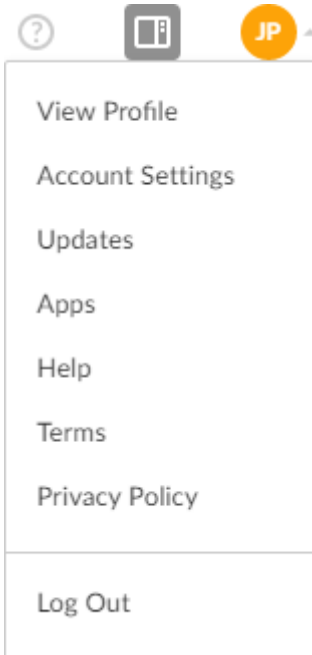 ?
JP
View Profile
Account Settings
Updates
Apps
Help
Terms
Privacy Policy
Log Out